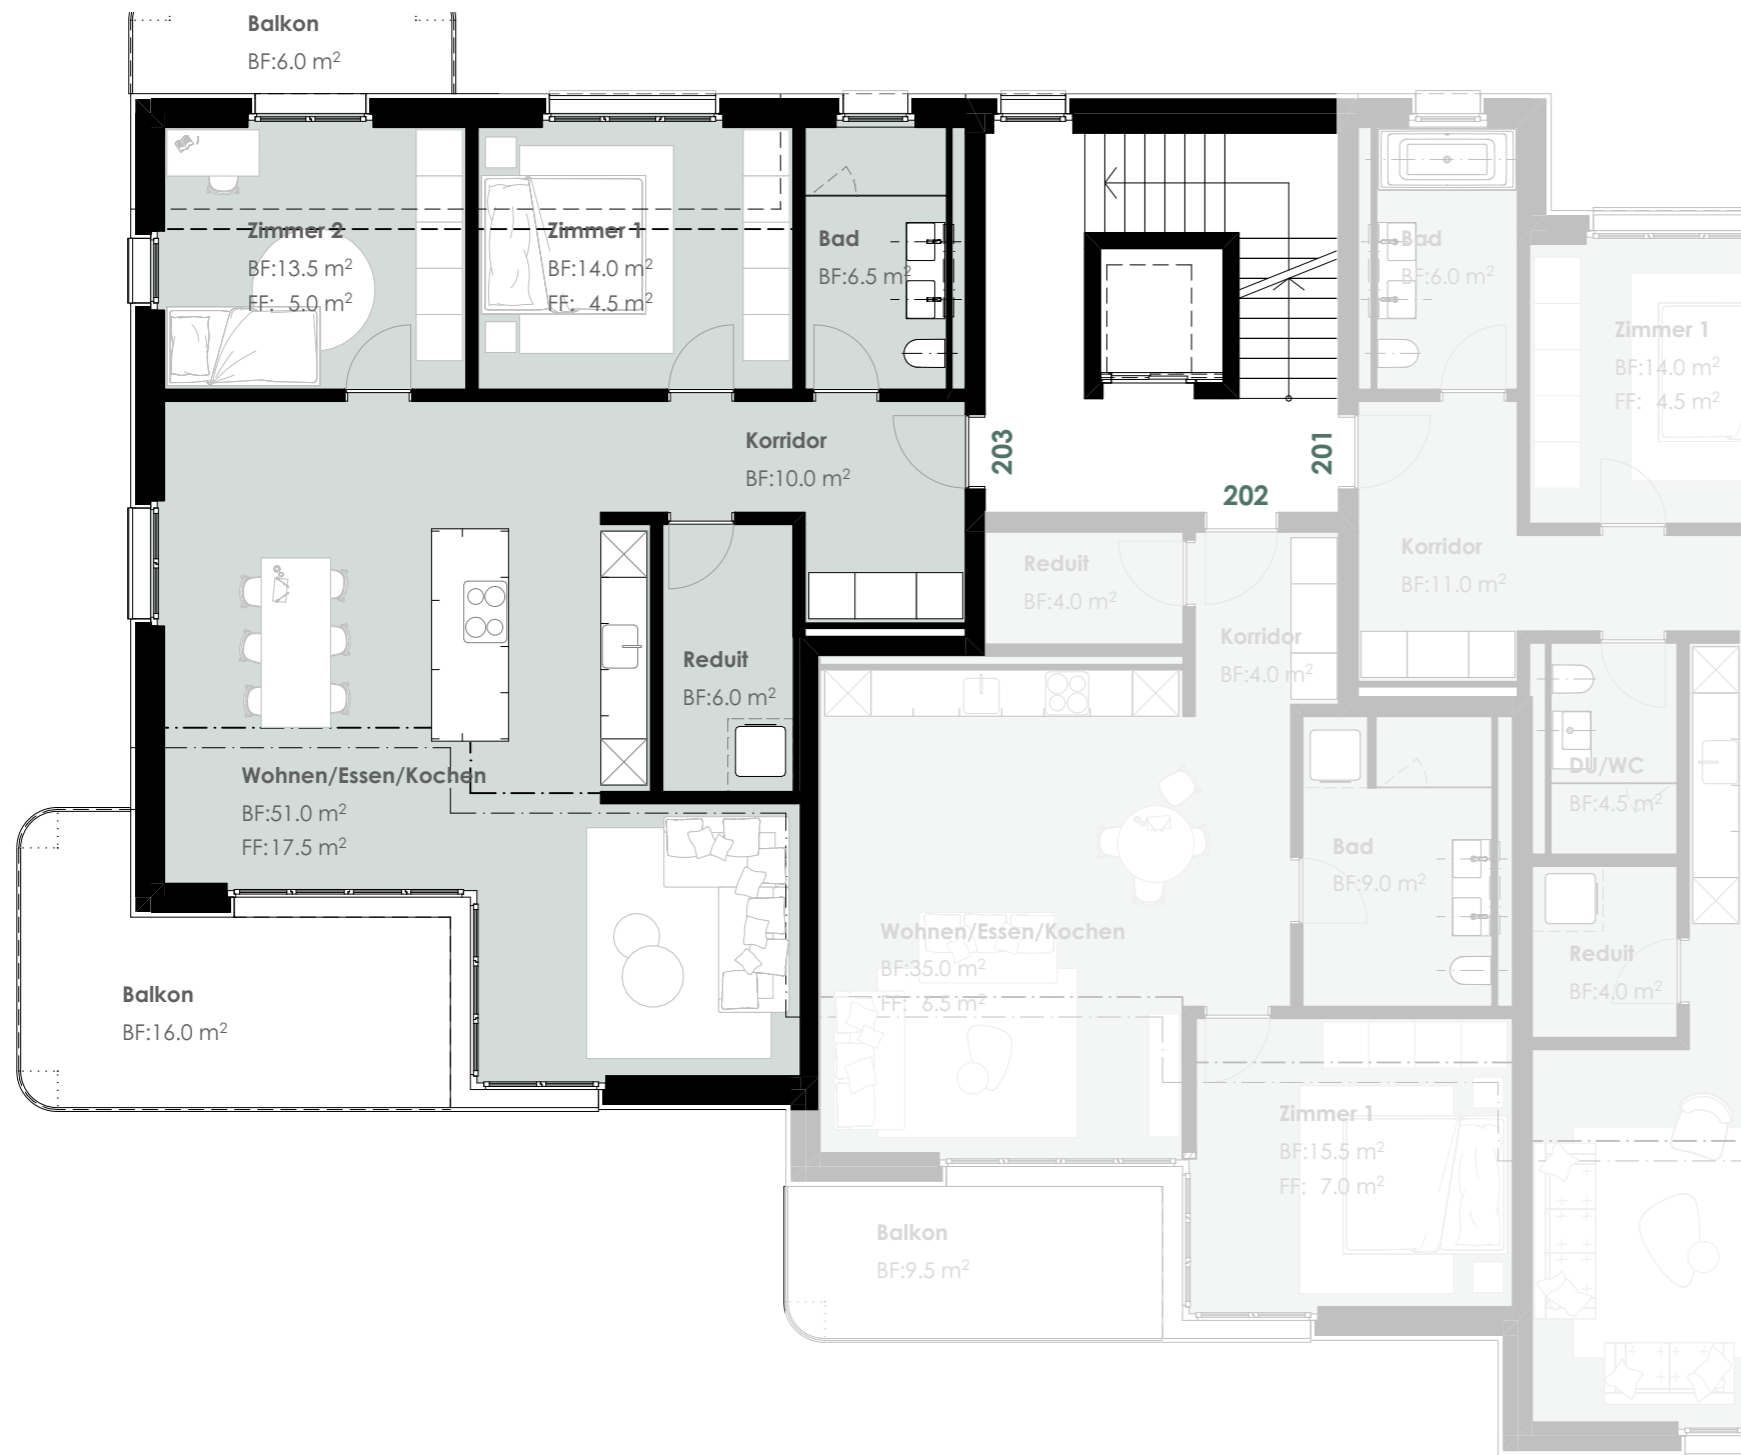 Balkon
BF:6.0 m²
Zimmer 2
BF:13.5 m²
FF: 5.0 m²
Zimmer 1
BF:14.0 m²
FF: 4.5 m²
Bad
BF:6.5 m²
Bad
BF:6.0 m²
Zimmer 1
BF:14.0 m²
FF: 4.5 m²
Korridor
BF:10.0 m²
203
201
202
Reduit
BF:4.0 m²
Korridor
BF:4.0 m²
Korridor
BF:11.0 m²
Reduit
BF:6.0 m²
Wohnen/Essen/Kochen
BF:51.0 m²
FF:17.5 m²
DU/WC
BF:4.5 m²
Bad
BF:9.0 m²
Wohnen/Essen/Kochen
BF:35.0 m²
FF: 6.5 m²
Reduit
BF:4.0 m²
Balkon
BF:16.0 m²
Zimmer 1
BF:15.5 m²
FF: 7.0 m²
Balkon
BF:9.5 m²